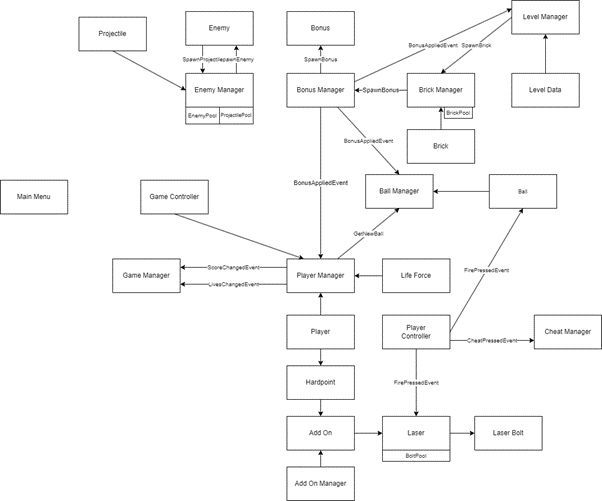 Projectile
Enemy
Bonus
Level Manager
BonusAppliedEvent
SpawnBrick
SpawnProjectile
SpawnEnemy
SpawnBonus
Enemy Manager
EnemyPool
ProjectilePool
Bonus Manager
SpawnBonus
Brick Manager
BrickPool
Level Data
BonusAppliedEvent
Brick
Main Menu
Game Controller
BonusAppliedEvent
Ball Manager
Ball
GetNewBall
Game Manager
ScoreChangedEvent
LivesChangedEvent
Player Manager
Life Force
FirePressedEvent
Player
Player
Controller
CheatPressedEvent
Cheat Manager
Hardpoint
FirePressedEvent
Add On
Laser
BoltPool
Laser Bolt
Add On Manager